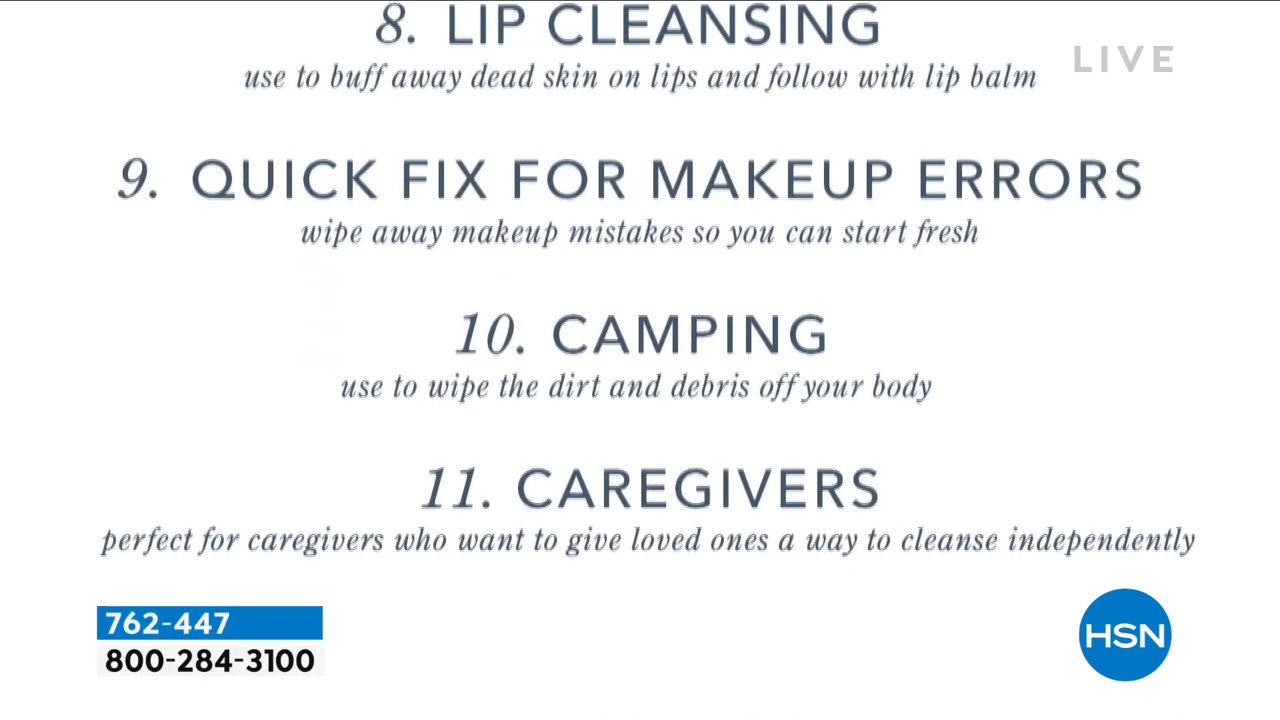 8. LIP CLEANSING
LIVE
use to buff away dead skin on lips and follow with lip balm
9. QUICK FIX FOR MAKEUP ERRORS
wipe away makeup mistakes so you can start fresh
10. CAMPING
use to wipe the dirt and debris off your body
11. CAREGIVERS
perfect for caregivers who want to give loved ones a way to cleanse independently
762-447
800-284-3100
HSN